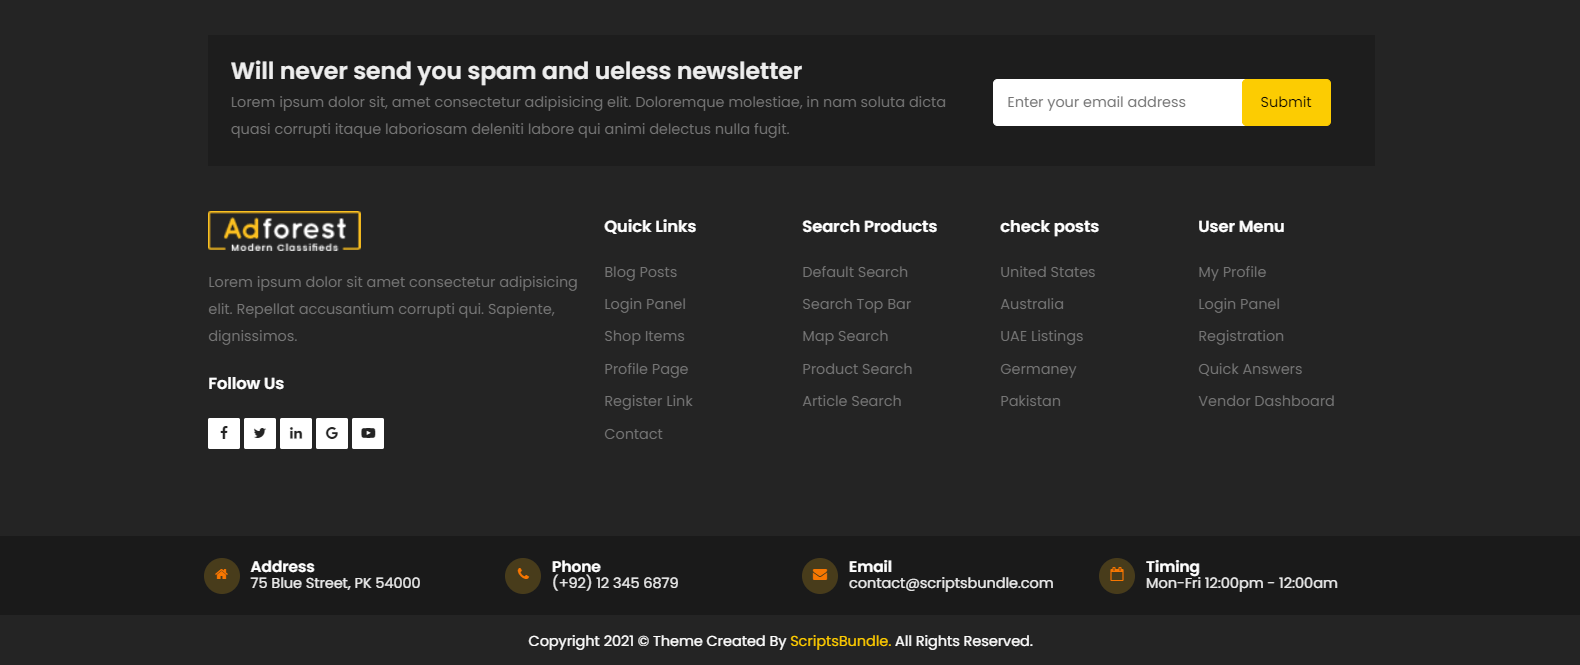 Will never send you spam and ueless newsletter
Lorem ipsum dolor sit, amet consectetur adipisicing elit. Doloremque molestiae, in nam soluta dicta
quasi corrupti itaque laboriosam deleniti labore qui animi delectus nulla fugit.
Enter your email address
Submit
Adforest
Modern Classifieds
Lorem ipsum dolor sit amet consectetur adipisicing
elit. Repellat accusantium corrupti qui. Sapiente,
dignissimos.
Follow Us
Quick Links
Blog Posts
Login Panel
Shop Items
Profile Page
Register Link
Contact
Search Products
Default Search
Search Top Bar
Map Search
Product Search
Article Search
check posts
United States
Australia
UAE Listings
Germaney
Pakistan
User Menu
My Profile
Login Panel
Registration
Quick Answers
Vendor Dashboard
Address
75 Blue Street, PK 54000
Phone
(+92) 12 345 6879
Email
contact@scriptsbundle.com
Timing
Mon-Fri 12:00pm - 12:00am
Copyright 2021 © Theme Created By ScriptsBundle. All Rights Reserved.